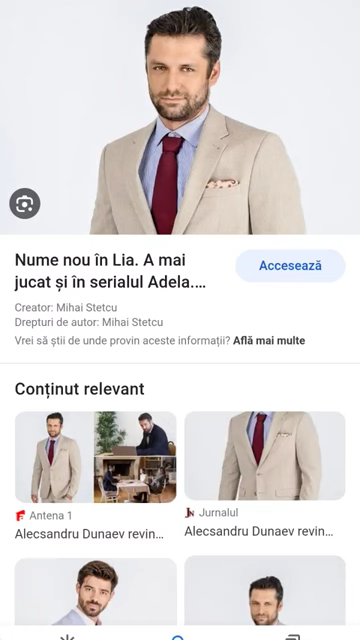 Nume nou în Lia. A mai
jucat și în serialul Adela....
Accesează
Creator: Mihai Stetcu
Drepturi de autor: Mihai Stetcu
Vrei să știi de unde provin aceste informații? Află mai multe
Conținut relevant
Antena 1
Alecsandru Dunaev revin...
Jurnalul
Alecsandru Dunaev revin...